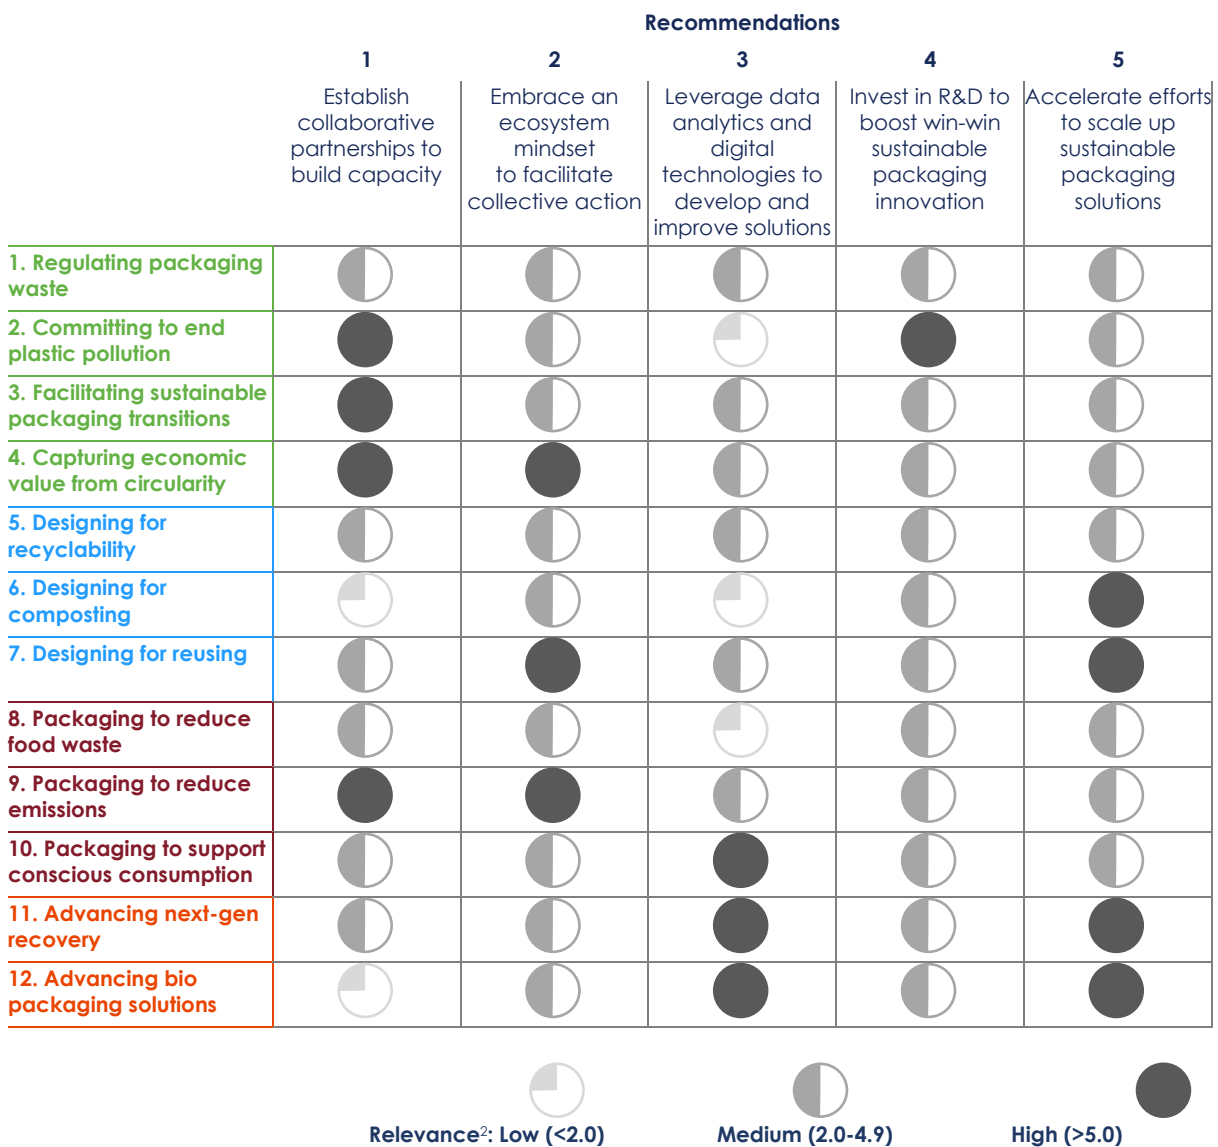 Recommendations
1
2
3
4
5
Establish
collaborative
partnerships to
build capacity
Embrace an
ecosystem
mindset
to facilitate
collective action
Leverage data
analytics and
digital
technologies to
develop and
improve solutions
Invest in R&D to
boost win-win
sustainable
packaging
innovation
Accelerate efforts
to scale up
sustainable
packaging
solutions
1. Regulating packaging
waste
2. Committing to end
plastic pollution
3. Facilitating sustainable
packaging transitions
4. Capturing economic
value from circularity
5. Designing for
recyclability
6. Designing for
composting
7. Designing for reusing
8. Packaging to reduce
food waste
9. Packaging to reduce
emissions
10. Packaging to support
conscious consumption
11. Advancing next-gen
recovery
12. Advancing bio
packaging solutions
Relevance²: Low (<2.0)
Medium (2.0-4.9)
High (>5.0)